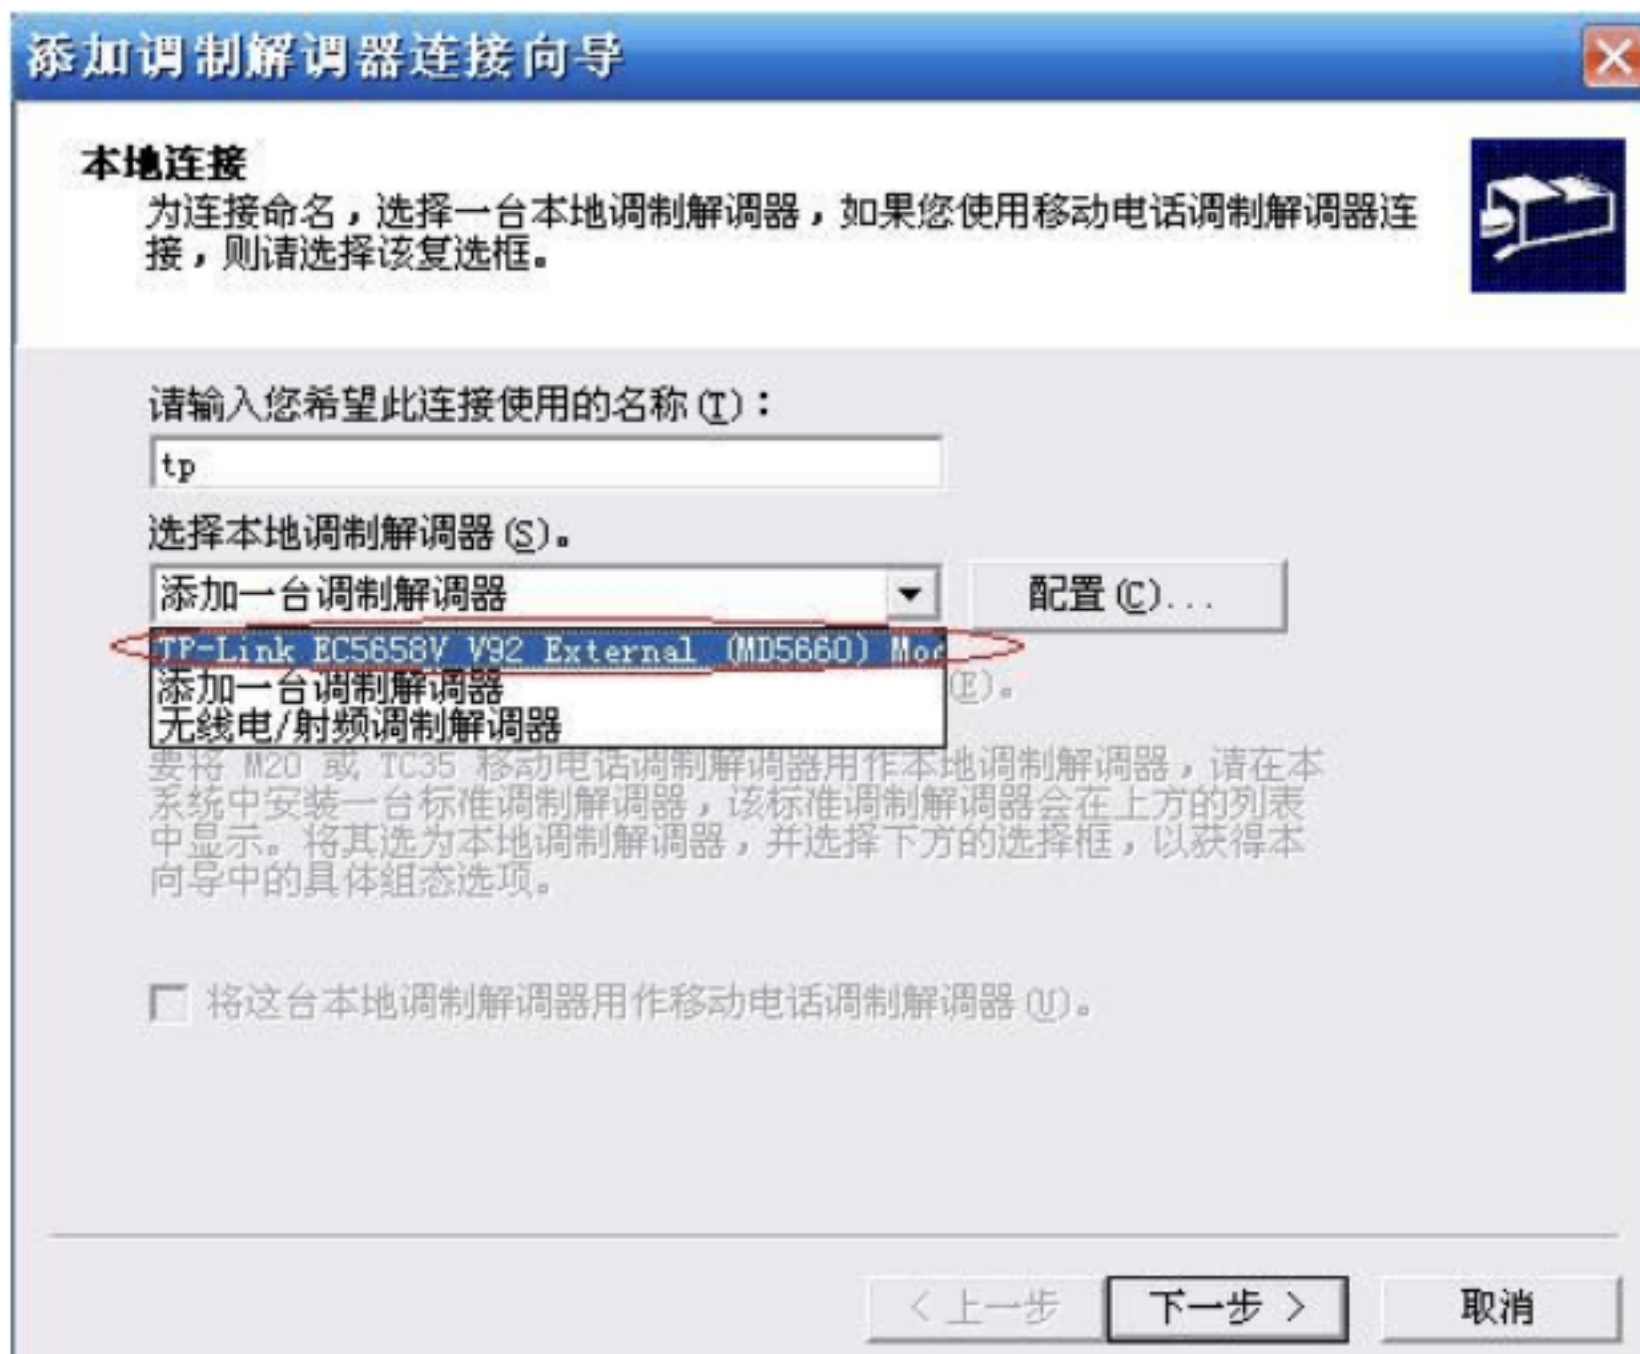 添加调制解调器连接向导
本地连接
为连接命名，选择一台本地调制解调器，如果您使用移动电话调制解调器连
接，则请选择该复选框。
请输入您希望此连接使用的名称(T)：
tp
选择本地调制解调器(S)。
添加一台调制解调器
配置(C)...
TP-Link EC5658V V92 External (MD5660) Mod
添加一台调制解调器
(E)。
无线电/射频调制解调器
要将 M20 或 TC35 移动电话调制解调器用作本地调制解调器，请在本
系统中安装一台标准调制解调器，该标准调制解调器会在上方的列表
中显示。将其选为本地调制解调器，并选择下方的选择框，以获得本
向导中的具体组态选项。
将这台本地调制解调器用作移动电话调制解调器(U)。
< 上一步
下一步 >
取消